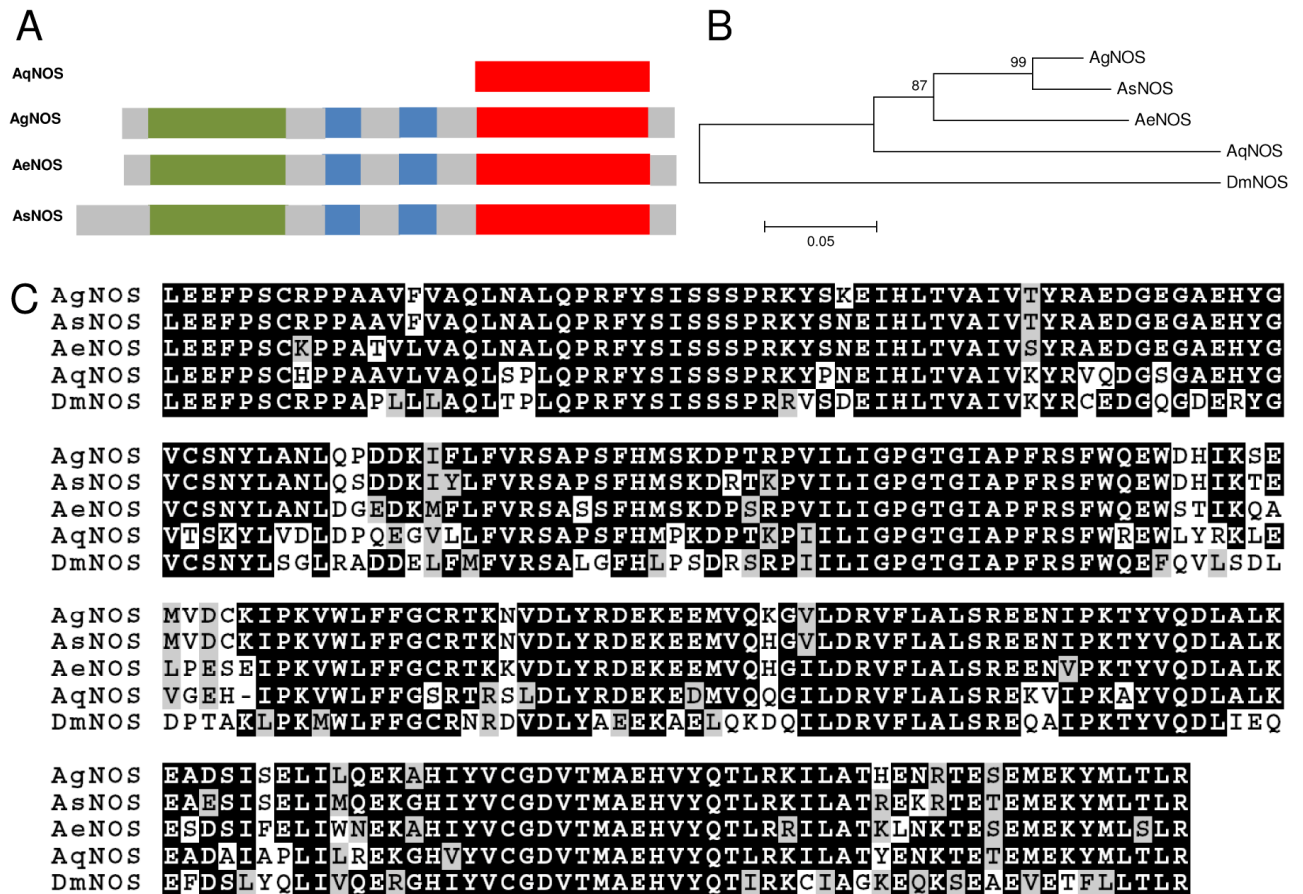 A
B
AqNOS
AgNOS
AeNOS
AsNOS
99
87
AgNOS
AsNOS
AeNOS
AqNOS
DmNOS
0.05
C
AgNOS LEEFPSCRPPAAVFVAQLNALQPRFYSISSSPRKYSKEIHLTVAIVTYRAEDGEGAEHYG
AsNOS LEEFPSCRPPAAVFVAQLNALQPRFYSISSSPRKYSNEIHLTVAIVTYRAEDGEGAEHYG
AeNOS LEEFPSCKPPATVLVAQLNALQPRFYSISSSPRKYSNEIHLTVAIVSYRAEDGEGAEHYG
AqNOS LEEFPSCHPPAAVLVAQLSPLQPRFYSISSSPRKYPNEIHLTVAIVKYRVQDGSGAEHYG
DmNOS LEEFPSCRPPAPLLLAQLTPLQPRFYSISSSPRRVSDEIHLTVAIVKYRCEDGQGDERYG
AgNOS VCSNYLANLQPDDKIFLFVRSAPSFHMSKDPTRPVILIGPGTGIAPFRSFWQEWDHIKSE
AsNOS VCSNYLANLQSDDKIYLFVRSAPSFHMSKDRTKPVILIGPGTGIAPFRSFWQEWDHIKTE
AeNOS VCSNYLANLDGEDKMFLFVRSASSFHMSKDPSRPVILIGPGTGIAPFRSFWQEWSTIKQA
AqNOS VTSKYLVDLDPQEGVLLFVRSAPSFHMPKDPTKPIILIGPGTGIAPFRSFWREWLYRKLE
DmNOS VCSNYLSGLRADDELFMFVRSALGFHLPSDRSRPIILIGPGTGIAPFRSFWQEFQVLSDL
AgNOS MVDCKIPKVWLFFGCRTKNVDLYRDEKEEMVQKGVLDRVFLALSREENIPKTYVQDLALK
AsNOS MVDCKIPKVWLFFGCRTKNVDLYRDEKEEMVQHGVLDRVFLALSREENIPKTYVQDLALK
AeNOS LPESEIPKVWLFFGCRTKKVDLYRDEKEEMVQHGILDRVFLALSREENVPKTYVQDLALK
AqNOS VGEH-IPKVWLFFGSRTRSLDLYRDEKEDMVQQGILDRVFLALSREKVIPKAYVQDLALK
DmNOS DPTAKLPKMWLFFGCRNRDVDLYAEEKAELQKDQILDRVFLALSREQAIPKTYVQDLIEQ
AgNOS EADSISELILQEKAHIYVCGDVTMAEHVYQTLRKILATHENRTESEMEKYMLTLR
AsNOS EAESISELIMQEKGHIYVCGDVTMAEHVYQTLRKILATREKRTETEMEKYMLTLR
AeNOS ESDSIFELIWNEKAHIYVCGDVTMAEHVYQTLRRILATKLNKTESEMEKYMLSLR
AqNOS EADAIAPLILREKGHVYVCGDVTMAEHVYQTLRKILATYENKTETEMEKYMLTLR
DmNOS EFDSLYQLIVQERGHIYVCGDVTMAEHVYQTIRKCIAGKEQKSEAEVETFLLTLR